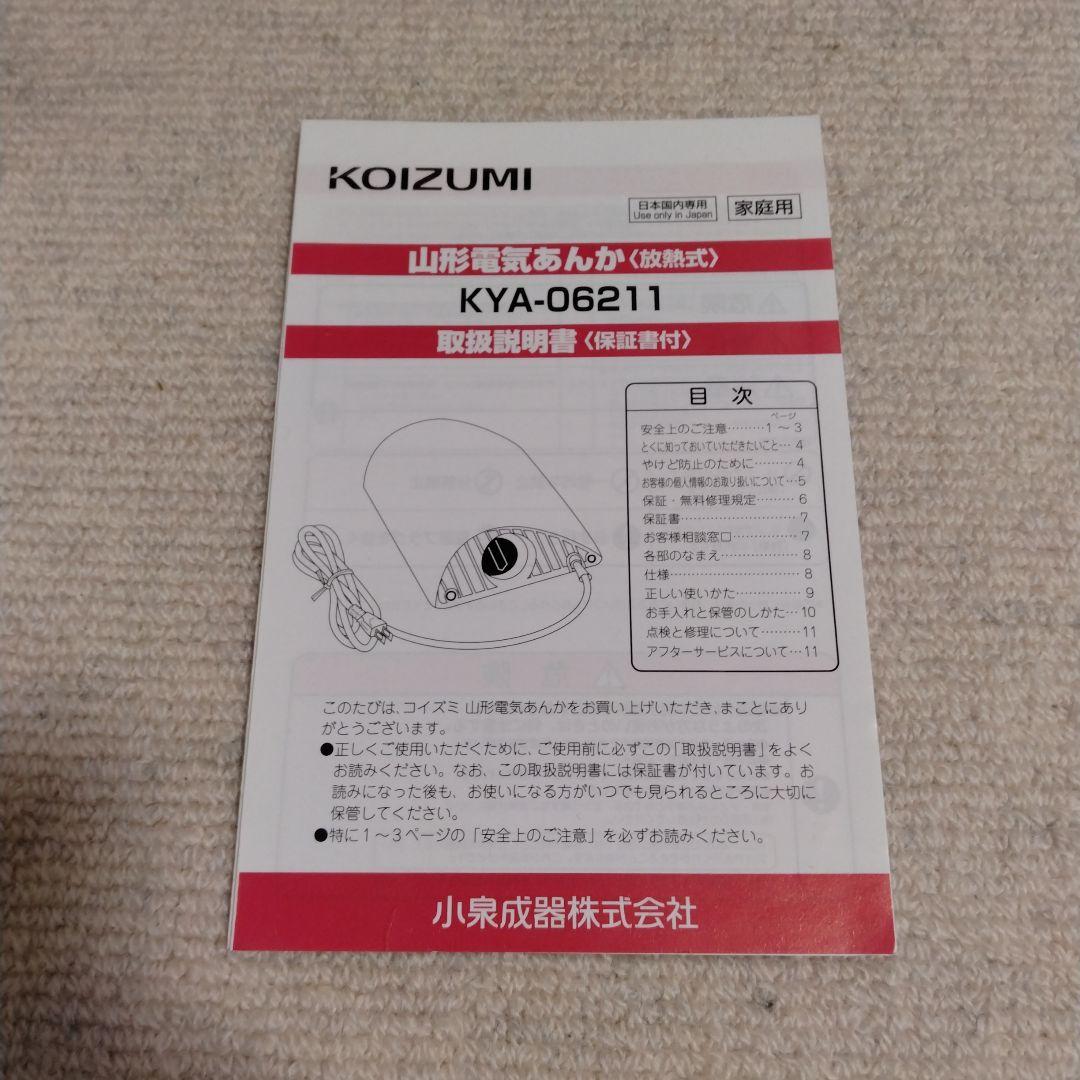 KOIZUMI
日本国内専用
Use only in Japan
家庭用
山形電気あんか〈放熱式〉
KYA-06211
取扱説明書〈保証書付〉
目 次
ページ
安全上のご注意………1～3
とくに知っておいていただきたいこと…4
やけど防止のために………4
お客様の個人情報のお取り扱いについて…5
保証・無料修理規定………6
保証書………………………7
お客様相談窓口……………7
各部のなまえ………………8
仕様…………………………8
正しい使いかた……………9
お手入れと保管のしかた…10
点検と修理について………11
アフターサービスについて…11
このたびは、コイズミ 山形電気あんかをお買い上げいただき、まことにあり
がとうございます。
●正しくご使用いただくために、ご使用前に必ずこの「取扱説明書」をよく
お読みください。なお、この取扱説明書には保証書が付いています。お
読みになった後も、お使いになる方がいつでも見られるところに大切に
保管してください。
●特に1～3ページの「安全上のご注意」を必ずお読みください。
小泉成器株式会社